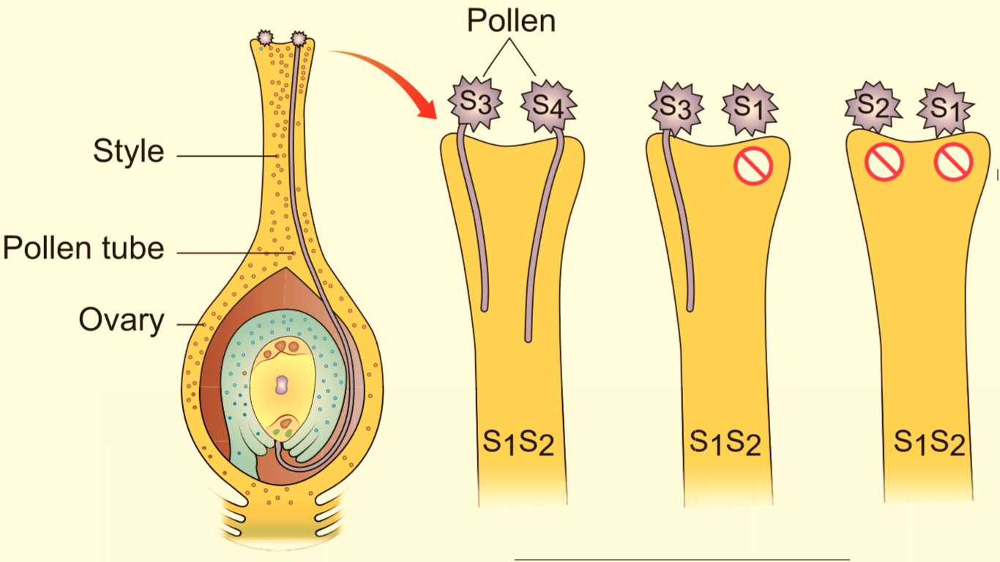 Pollen
S3
S4
S3
S1
S2
S1
Style
Pollen tube
Ovary
S1S2
S1S2
S1S2